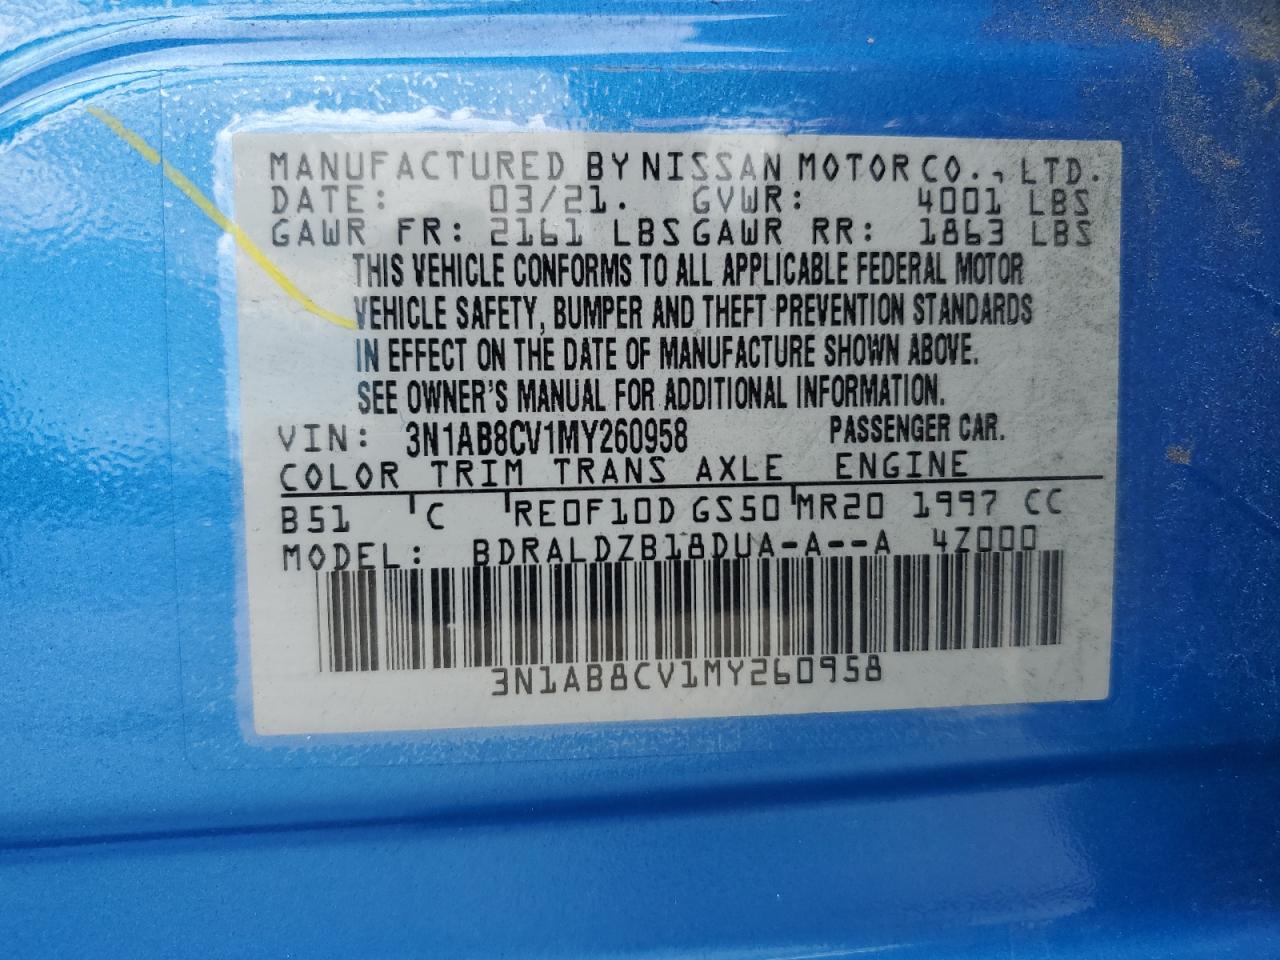 MANUFACTURED BY NISSAN MOTOR CO., LTD.
DATE: 03/21. GVWR: 4001 LBS
GAWR FR: 2161 LBS GAWR RR: 1863 LBS
THIS VEHICLE CONFORMS TO ALL APPLICABLE FEDERAL MOTOR
VEHICLE SAFETY, BUMPER AND THEFT PREVENTION STANDARDS
IN EFFECT ON THE DATE OF MANUFACTURE SHOWN ABOVE.
SEE OWNER'S MANUAL FOR ADDITIONAL INFORMATION.
VIN: 3N1AB8CV1MY260958 PASSENGER CAR.
COLOR TRIM TRANS AXLE ENGINE
B51 C RE0F10D GS50 MR20 1997 CC
MODEL: BDRALDZB18DUA-A--A 4Z000
3N1AB8CV1MY260958